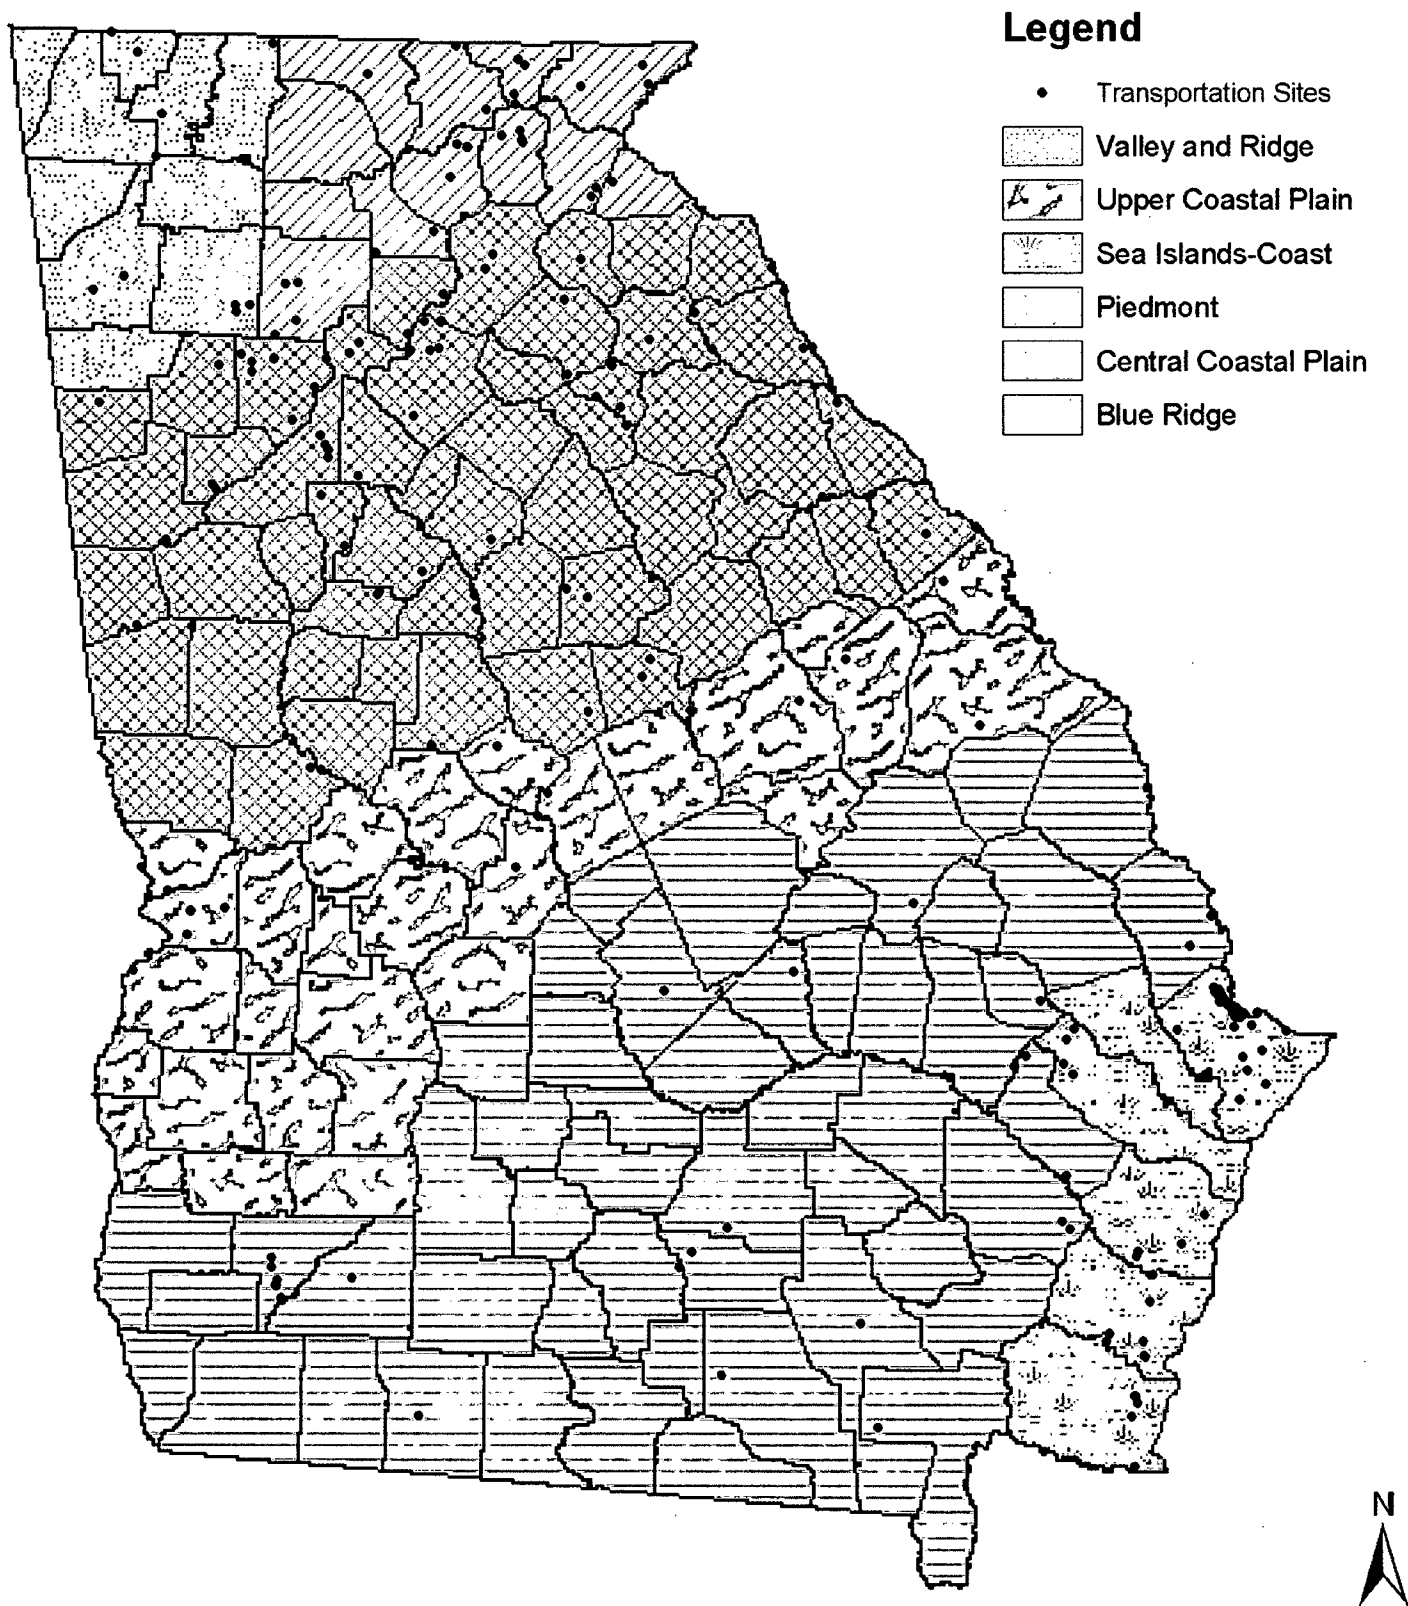 Legend
Transportation Sites
Valley and Ridge
Upper Coastal Plain
Sea Islands-Coast
Piedmont
Central Coastal Plain
Blue Ridge
N